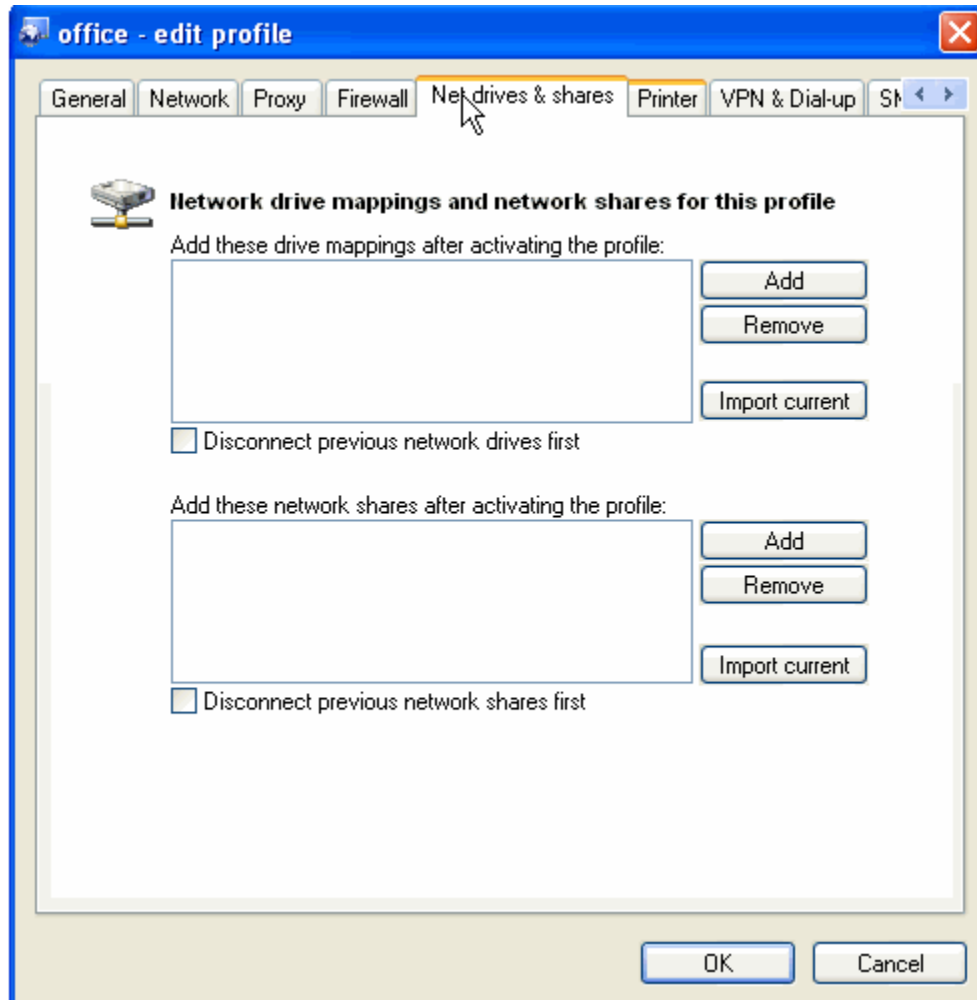 office - edit profile
General Network Proxy Firewall Net drives & shares Printer VPN & Dial-up
Network drive mappings and network shares for this profile
Add these drive mappings after activating the profile:
Add
Remove
Import current
Disconnect previous network drives first
Add these network shares after activating the profile:
Add
Remove
Import current
Disconnect previous network shares first
OK Cancel